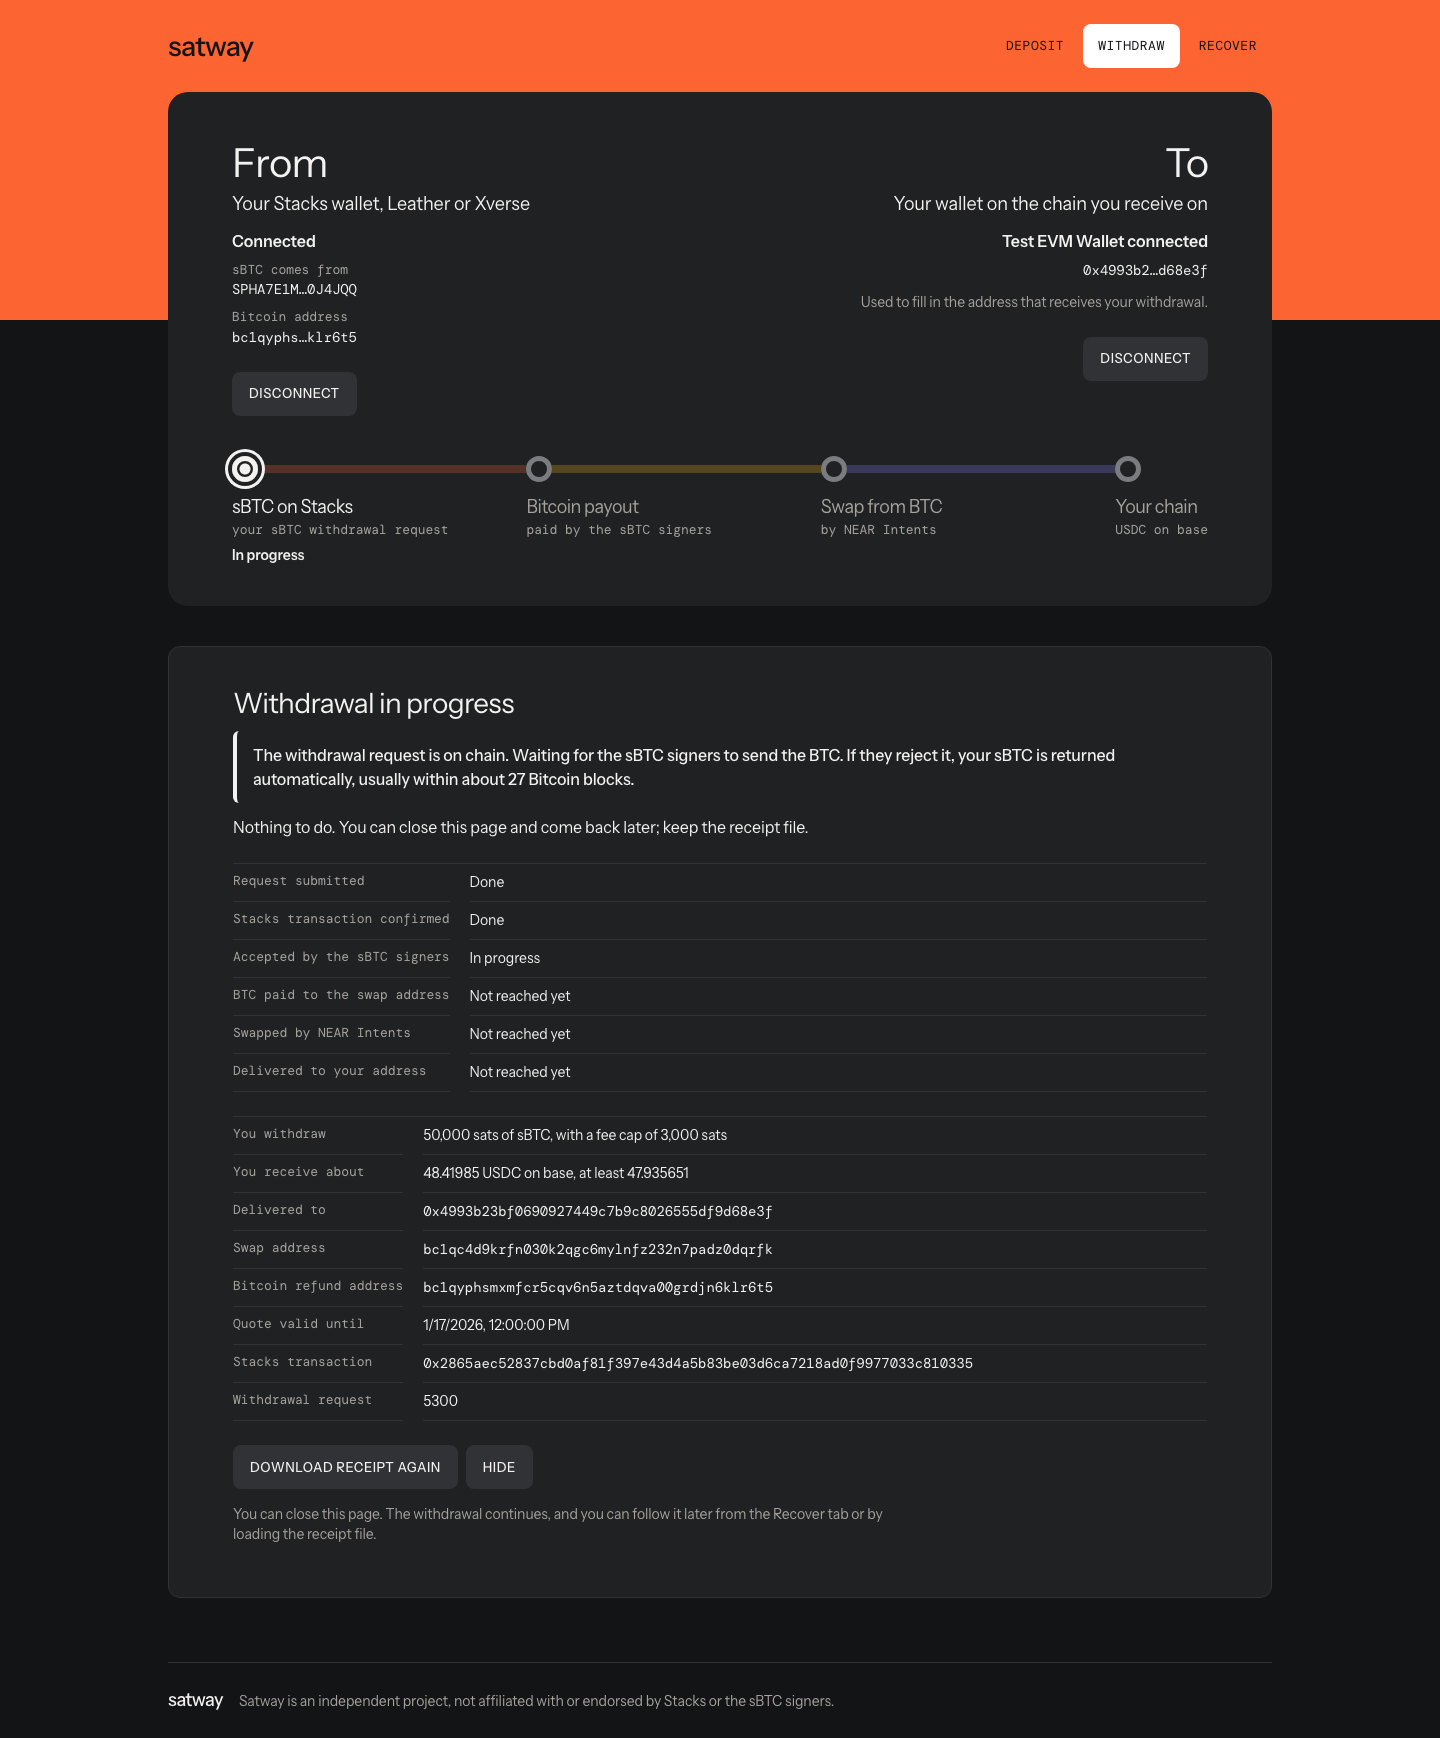 satway
DEPOSIT
WITHDRAW
RECOVER
From
To
Your Stacks wallet, Leather or Xverse
Your wallet on the chain you receive on
Connected
Test EVM Wallet connected
sBTC comes from
SPHA7E1M…0J4JQQ
0x4993b2…d68e3f
Bitcoin address
bc1qyphs…klr6t5
Used to fill in the address that receives your withdrawal.
DISCONNECT
DISCONNECT
sBTC on Stacks
your sBTC withdrawal request
In progress
Bitcoin payout
paid by the sBTC signers
Swap from BTC
by NEAR Intents
Your chain
USDC on base
Withdrawal in progress
The withdrawal request is on chain. Waiting for the sBTC signers to send the BTC. If they reject it, your sBTC is returned
automatically, usually within about 27 Bitcoin blocks.
Nothing to do. You can close this page and come back later; keep the receipt file.
Request submitted Done
Stacks transaction confirmed Done
Accepted by the sBTC signers In progress
BTC paid to the swap address Not reached yet
Swapped by NEAR Intents Not reached yet
Delivered to your address Not reached yet
You withdraw 50,000 sats of sBTC, with a fee cap of 3,000 sats
You receive about 48.41985 USDC on base, at least 47.935651
Delivered to 0x4993b23bf0690927449c7b9c8026555df9d68e3f
Swap address bc1qc4d9krfn030k2qgc6mylnfz232n7padz0dqrfk
Bitcoin refund address bc1qyphsmxmfcr5cqv6n5aztdqva00grdjn6klr6t5
Quote valid until 1/17/2026, 12:00:00 PM
Stacks transaction 0x2865aec52837cbd0af81f397e43d4a5b83be03d6ca7218ad0f9977033c810335
Withdrawal request 5300
DOWNLOAD RECEIPT AGAIN
HIDE
You can close this page. The withdrawal continues, and you can follow it later from the Recover tab or by
loading the receipt file.
satway Satway is an independent project, not affiliated with or endorsed by Stacks or the sBTC signers.